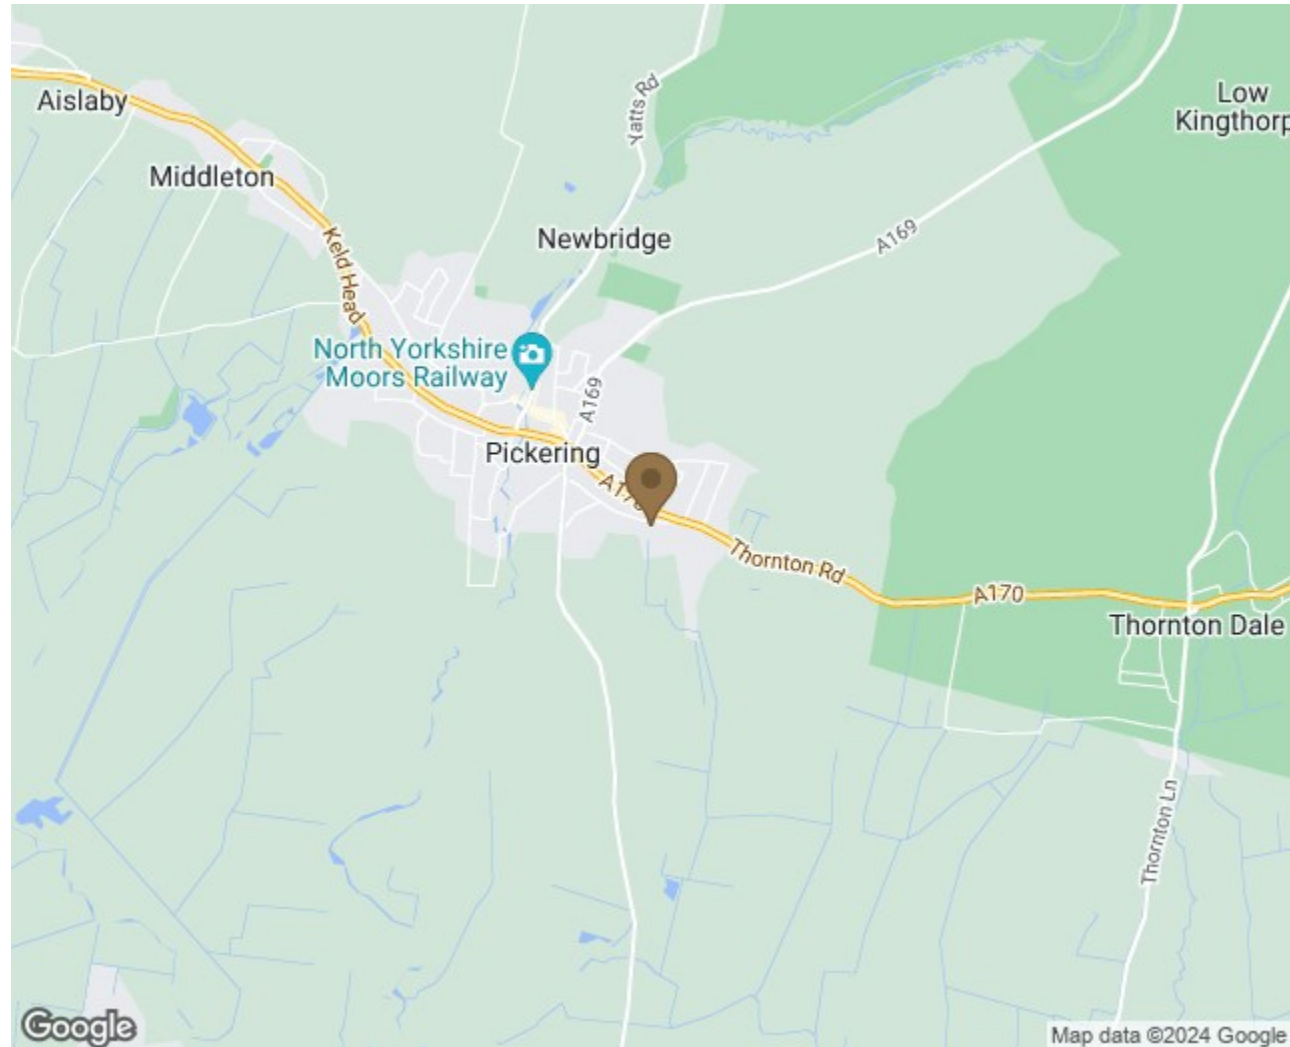 Aislaby
Middleton
Yatts Rd
Low
Kingthorp
Newbridge
A169
Keld Head
North Yorkshire
Moors Railway
A169
Pickering
Thornton Rd
A170
Thornton Dale
Thornton Ln
Google
Map data ©2024 Google